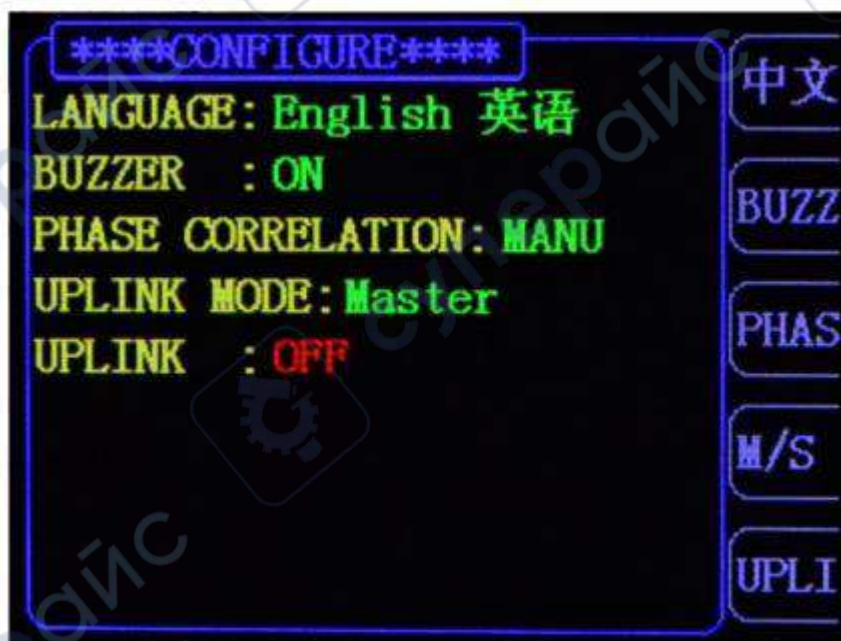 ****CONFIGURE****
LANGUAGE: English 英语
BUZZER : ON
PHASE CORRELATION: MANU
UPLINK MODE: Master
UPLINK : OFF
中文
BUZZ
PHAS
M/S
UPLI
суперайс